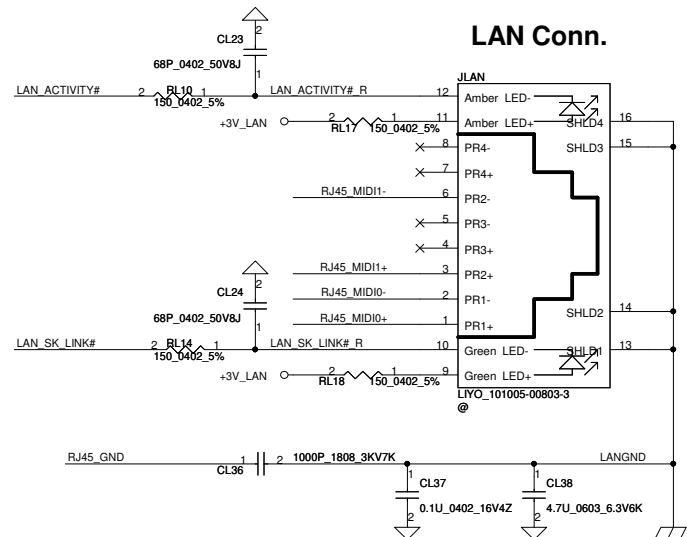 LAN Conn.
2
CL23
68P_0402_50V8J
1
JLAN
LAN_ACTIVITY# 2 RL10 1 LAN_ACTIVITY#_R 12 Amber LED-
150_0402_5%
+3V_LAN 2 1 11 Amber LED+ SHLD4 16
RL17 150_0402_5%
8 PR4- SHLD3 15
7 PR4+
RJ45_MIDI1- 6 PR2-
5 PR3-
4 PR3+
RJ45_MIDI1+ 3 PR2+
2
CL24
RJ45_MIDI0- 2 PR1-
SHLD2 14
68P_0402_50V8J
1
RJ45_MIDI0+ 1 PR1+
LAN_SK_LINK# 2 RL14 1 LAN_SK_LINK#_R 10 Green LED- SHLD1 13
150_0402_5%
+3V_LAN 2 1 9 Green LED+
RL18 150_0402_5%
LIYO_101005-00803-3
@
RJ45_GND 1 2 1000P_1808_3KV7K LANGND
CL36
1 CL37 1 CL38
0.1U_0402_16V4Z 4.7U_0603_6.3V6K
2 2